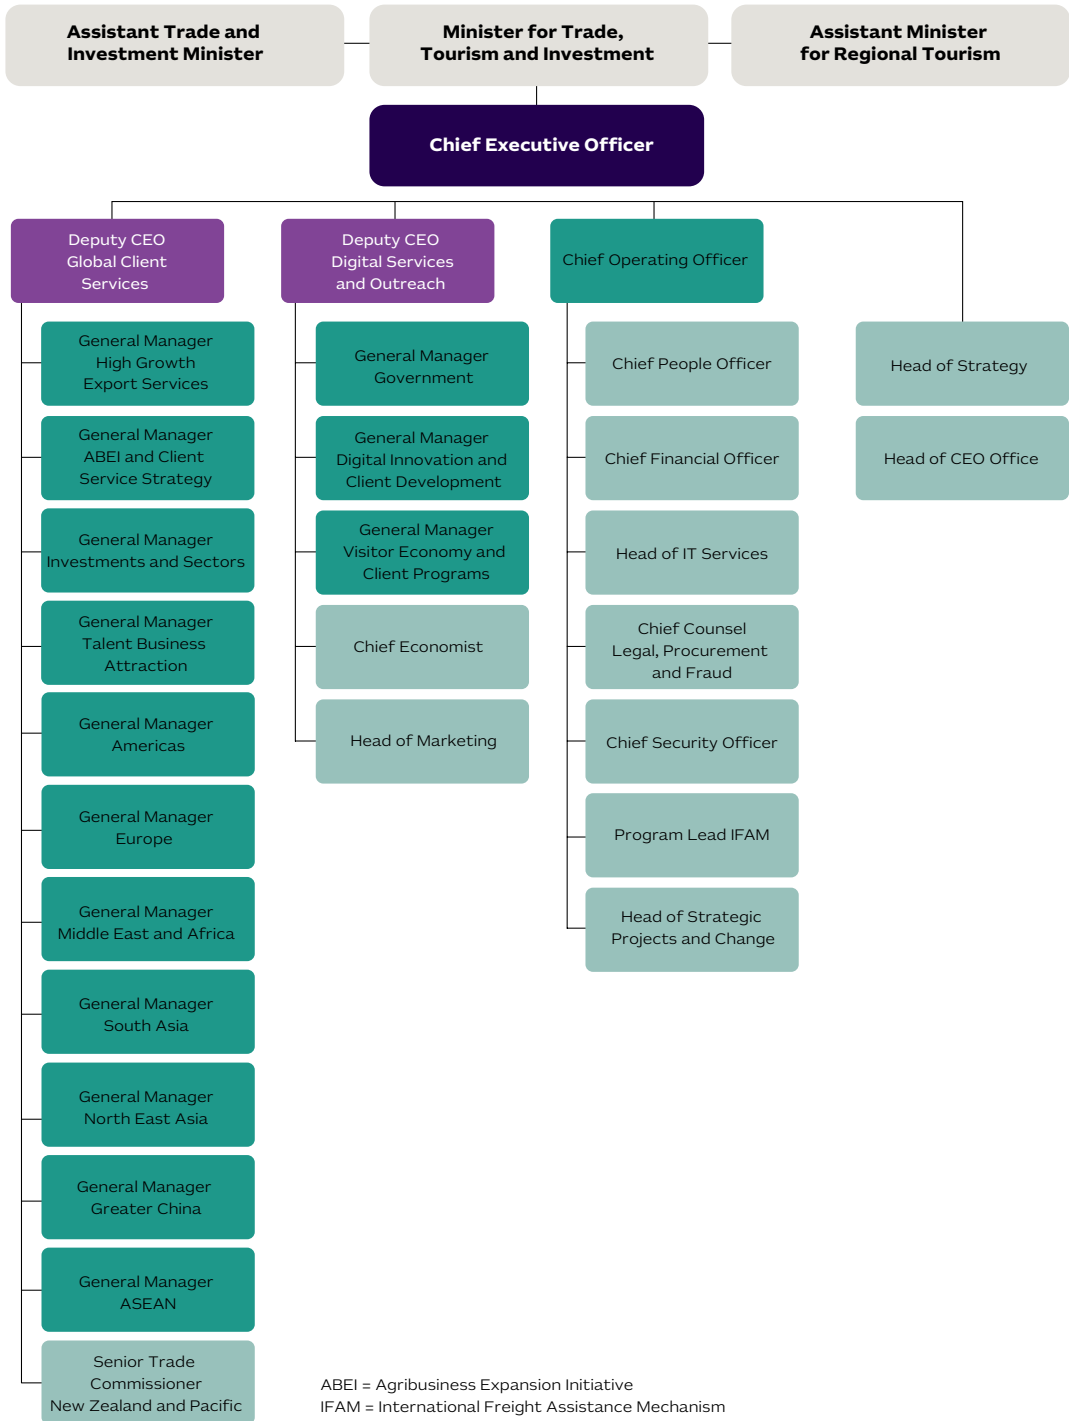 Assistant Trade and
Investment Minister
Minister for Trade,
Tourism and Investment
Assistant Minister
for Regional Tourism
Chief Executive Officer
Deputy CEO
Global Client
Services
General Manager
High Growth
Export Services
General Manager
ABEI and Client
Service Strategy
General Manager
Investments and Sectors
General Manager
Talent Business
Attraction
General Manager
Americas
General Manager
Europe
General Manager
Middle East and Africa
General Manager
South Asia
General Manager
North East Asia
General Manager
Greater China
General Manager
ASEAN
Senior Trade
Commissioner
New Zealand and Pacific
Deputy CEO
Digital Services
and Outreach
General Manager
Government
General Manager
Digital Innovation and
Client Development
General Manager
Visitor Economy and
Client Programs
Chief Economist
Head of Marketing
Chief Operating Officer
Chief People Officer
Chief Financial Officer
Head of IT Services
Chief Counsel
Legal, Procurement
and Fraud
Chief Security Officer
Program Lead IFAM
Head of Strategic
Projects and Change
Head of Strategy
Head of CEO Office
ABEI = Agribusiness Expansion Initiative
IFAM = International Freight Assistance Mechanism